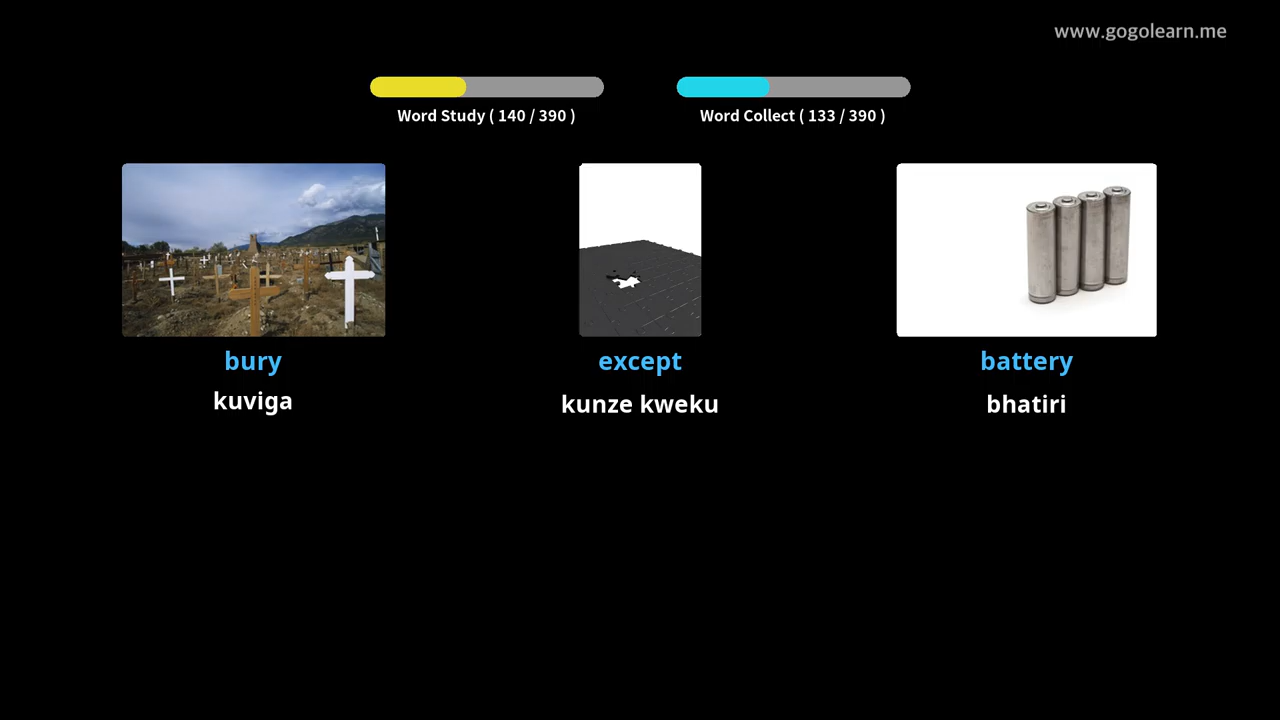 www.gogolearn.me
Word Study ( 140 / 390 )
Word Collect ( 133 / 390 )
bury
except
battery
kuviga
kunze kweku
bhatiri